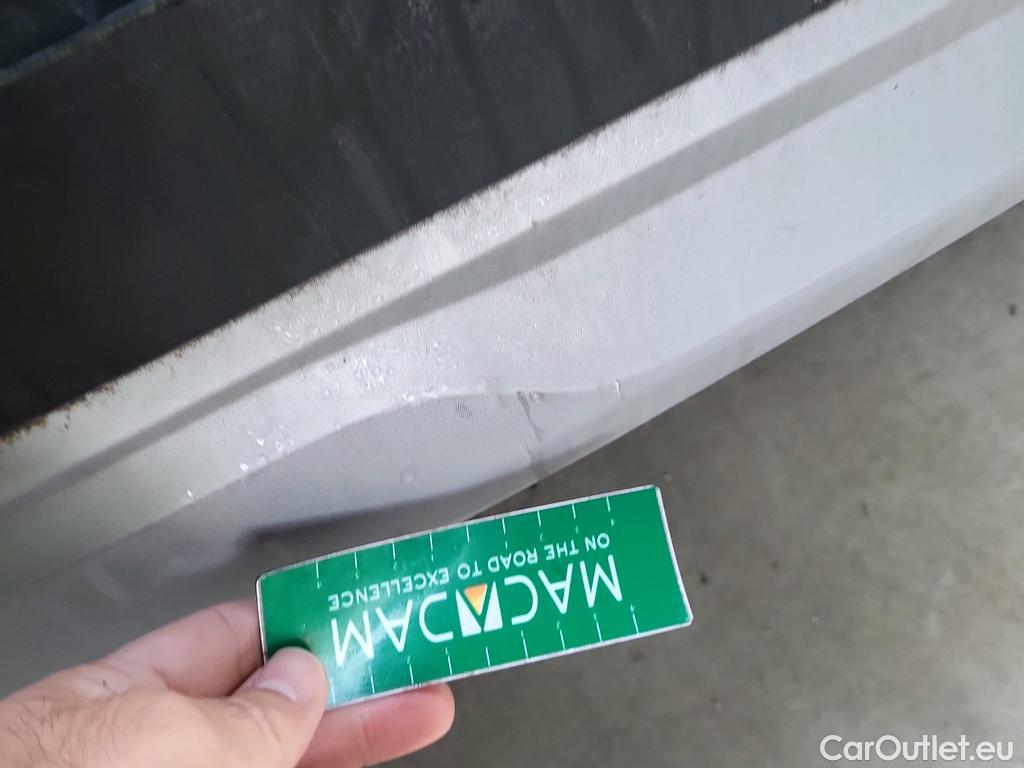 MACADAM
ON THE ROAD TO EXCELLENCE
CarOutlet.eu